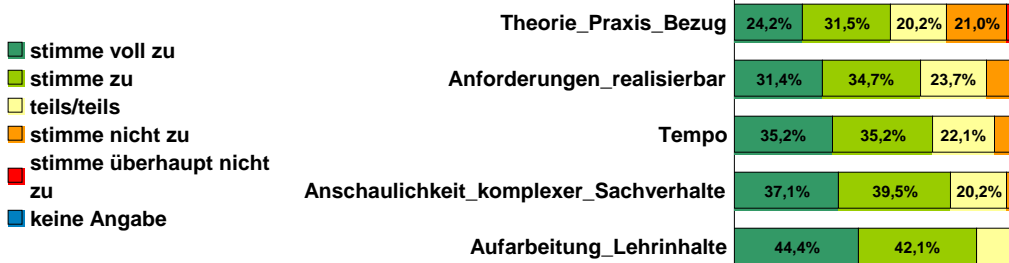 stimme voll zu
stimme zu
teils/teils
stimme nicht zu
stimme überhaupt nicht
zu
keine Angabe
Theorie_Praxis_Bezug 24,2% 31,5% 20,2% 21,0%
Anforderungen_realisierbar 31,4% 34,7% 23,7%
Tempo 35,2% 35,2% 22,1%
Anschaulichkeit_komplexer_Sachverhalte 37,1% 39,5% 20,2%
Aufarbeitung_Lehrinhalte 44,4% 42,1%